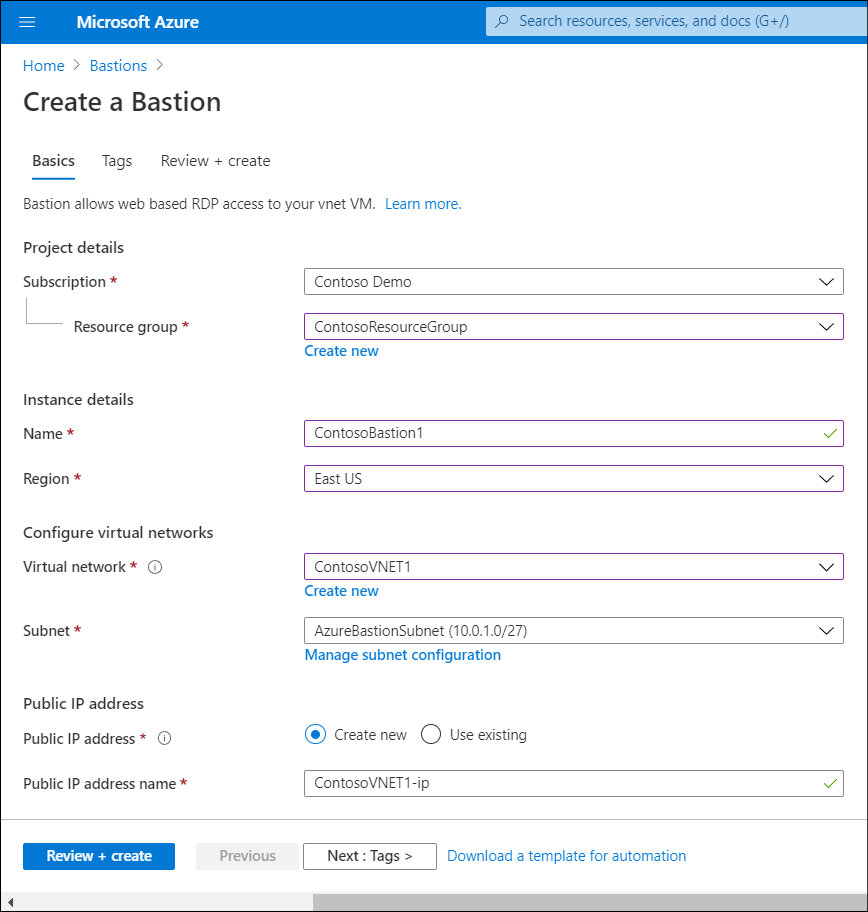 Microsoft Azure
Search resources, services, and docs (G+/)
Home > Bastions >
Create a Bastion
Basics Tags Review + create
Bastion allows web based RDP access to your vnet VM. Learn more.
Project details
Subscription * Contoso Demo
Resource group * ContosoResourceGroup
Create new
Instance details
Name * ContosoBastion1
Region * East US
Configure virtual networks
Virtual network * ContosoVNET1
Create new
Subnet * AzureBastionSubnet (10.0.1.0/27)
Manage subnet configuration
Public IP address
Public IP address * Create new Use existing
Public IP address name * ContosoVNET1-ip
Review + create Previous Next : Tags > Download a template for automation